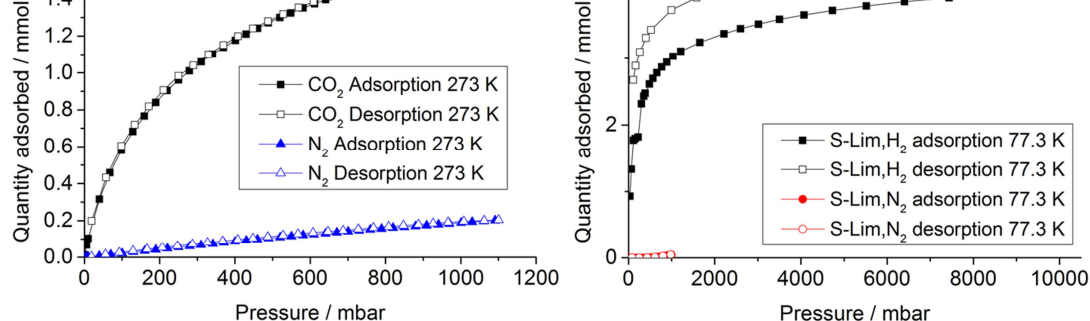 Quantity adsorbed / mmol
1.4
1.2
1.0
0.8
0.6
0.4
0.2
0.0
CO2 Adsorption 273 K
CO2 Desorption 273 K
N2 Adsorption 273 K
N2 Desorption 273 K
0 200 400 600 800 1000 1200
Pressure / mbar
Quantity adsorbed / mmol
2
0
S-Lim,H2 adsorption 77.3 K
S-Lim,H2 desorption 77.3 K
S-Lim,N2 adsorption 77.3 K
S-Lim,N2 desorption 77.3 K
0 2000 4000 6000 8000 10000
Pressure / mbar